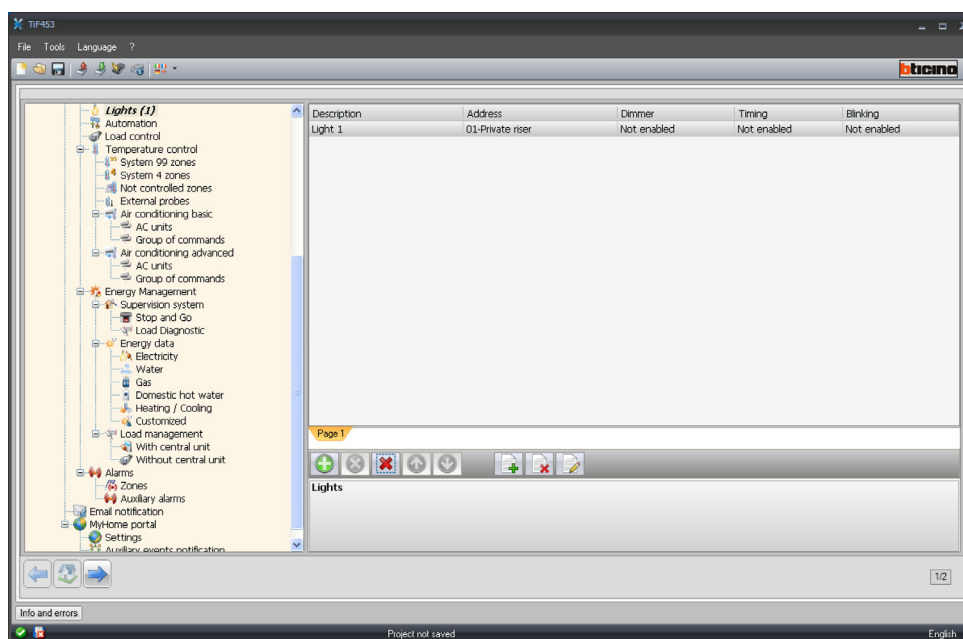 TiF453
File Tools Language ?
bticino
Lights (1)
Automation
Load control
Temperature control
System 99 zones
System 4 zones
Not controlled zones
External probes
Air conditioning basic
AC units
Group of commands
Air conditioning advanced
AC units
Group of commands
Energy Management
Supervision system
Stop and Go
Load Diagnostic
Energy data
Electricity
Water
Gas
Domestic hot water
Heating / Cooling
Customized
Load management
With central unit
Without central unit
Alarms
Zones
Auxiliary alarms
Email notification
MyHome portal
Settings
Auxiliary events notification
Description Address Dimmer Timing Blinking
Light 1 01-Private riser Not enabled Not enabled Not enabled
Page 1
Lights
1/2
Info and errors
Project not saved English